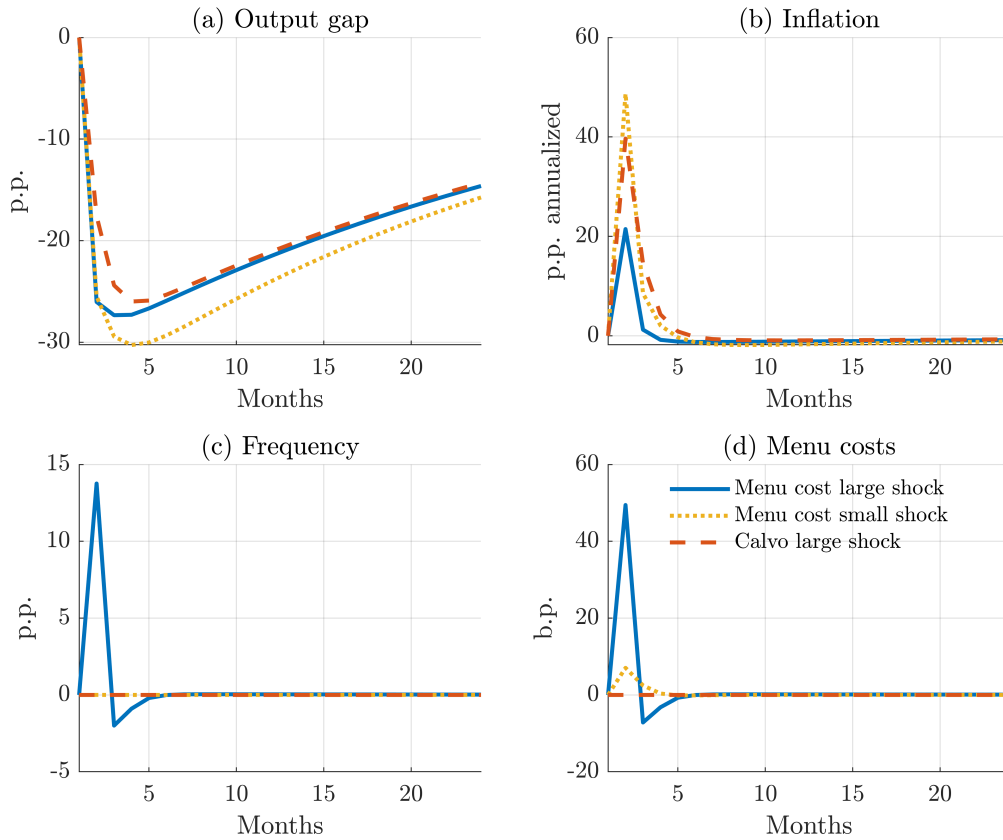 (a) Output gap
0
-10
-20
-30
p.p.
5 10 15 20
Months
(b) Inflation
60
40
20
0
p.p. annualized
5 10 15 20
Months
(c) Frequency
15
10
5
0
-5
p.p.
5 10 15 20
Months
(d) Menu costs
60
40
20
0
-20
b.p.
Menu cost large shock
Menu cost small shock
Calvo large shock
5 10 15 20
Months